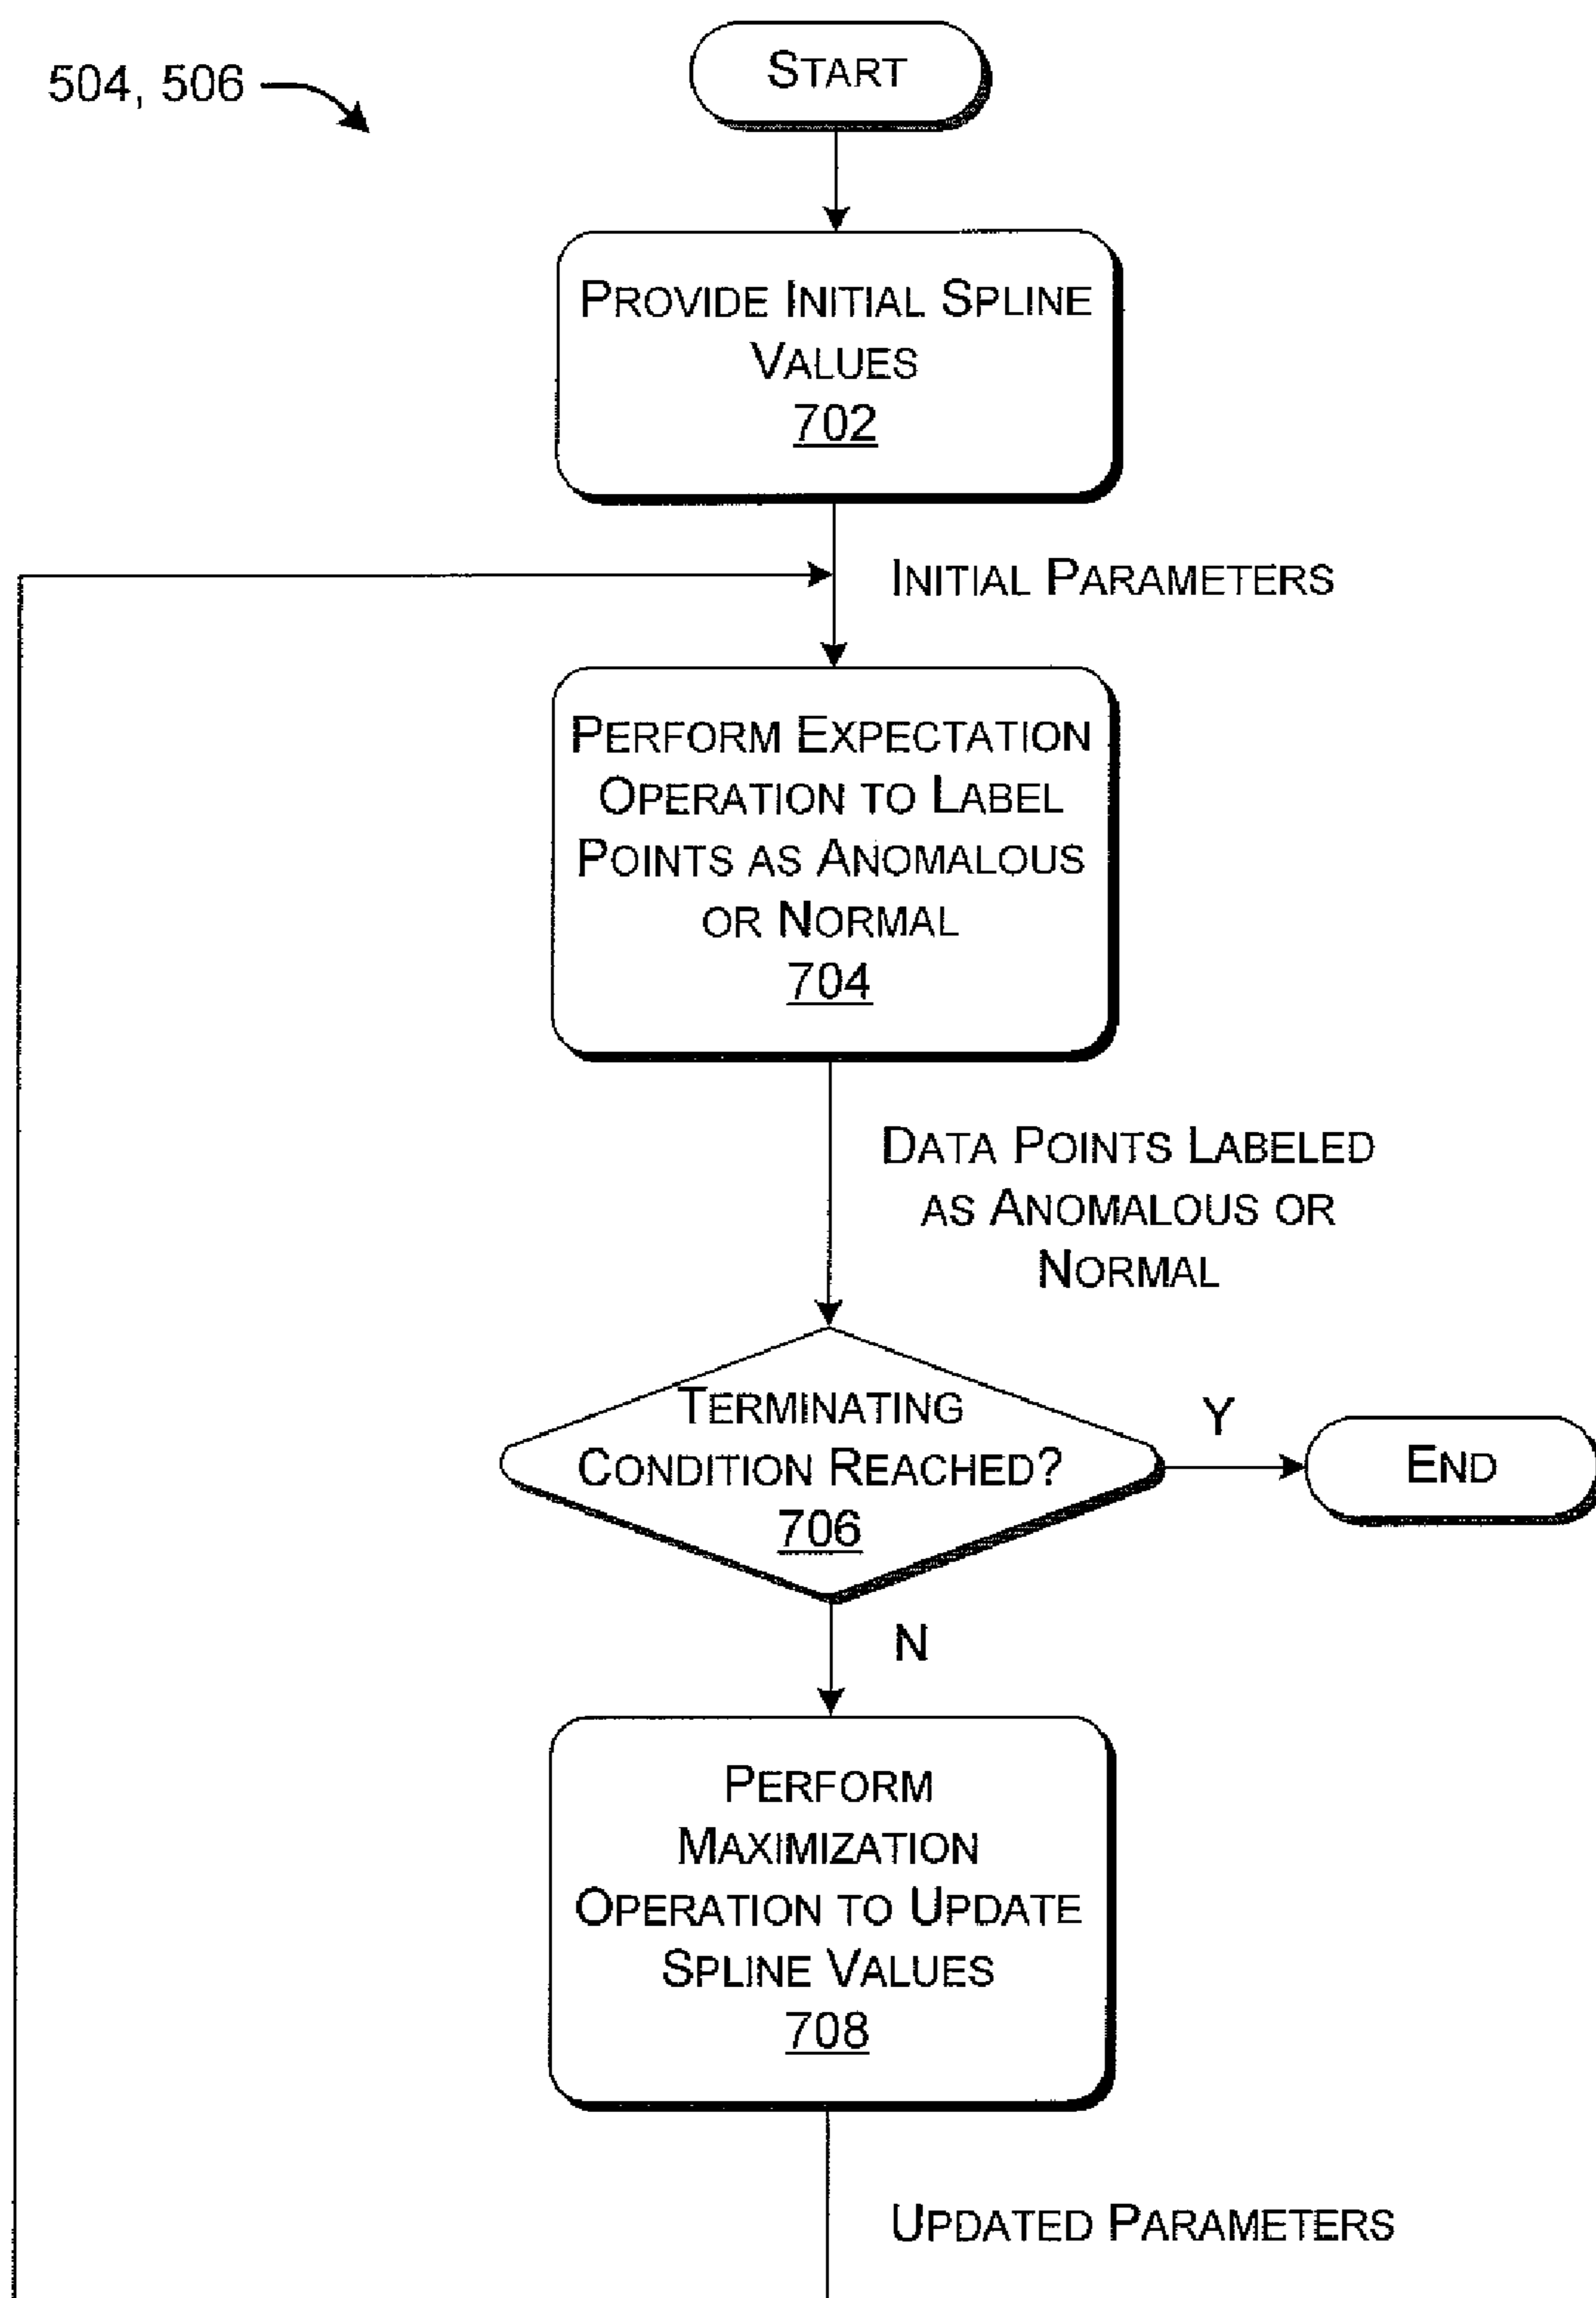 504, 506
START
PROVIDE INITIAL SPLINE
VALUES
702
INITIAL PARAMETERS
PERFORM EXPECTATION
OPERATION TO LABEL
POINTS AS ANOMALOUS
OR NORMAL
704
DATA POINTS LABELED
AS ANOMALOUS OR
NORMAL
TERMINATING
CONDITION REACHED?
706
Y
END
N
PERFORM
MAXIMIZATION
OPERATION TO UPDATE
SPLINE VALUES
708
UPDATED PARAMETERS